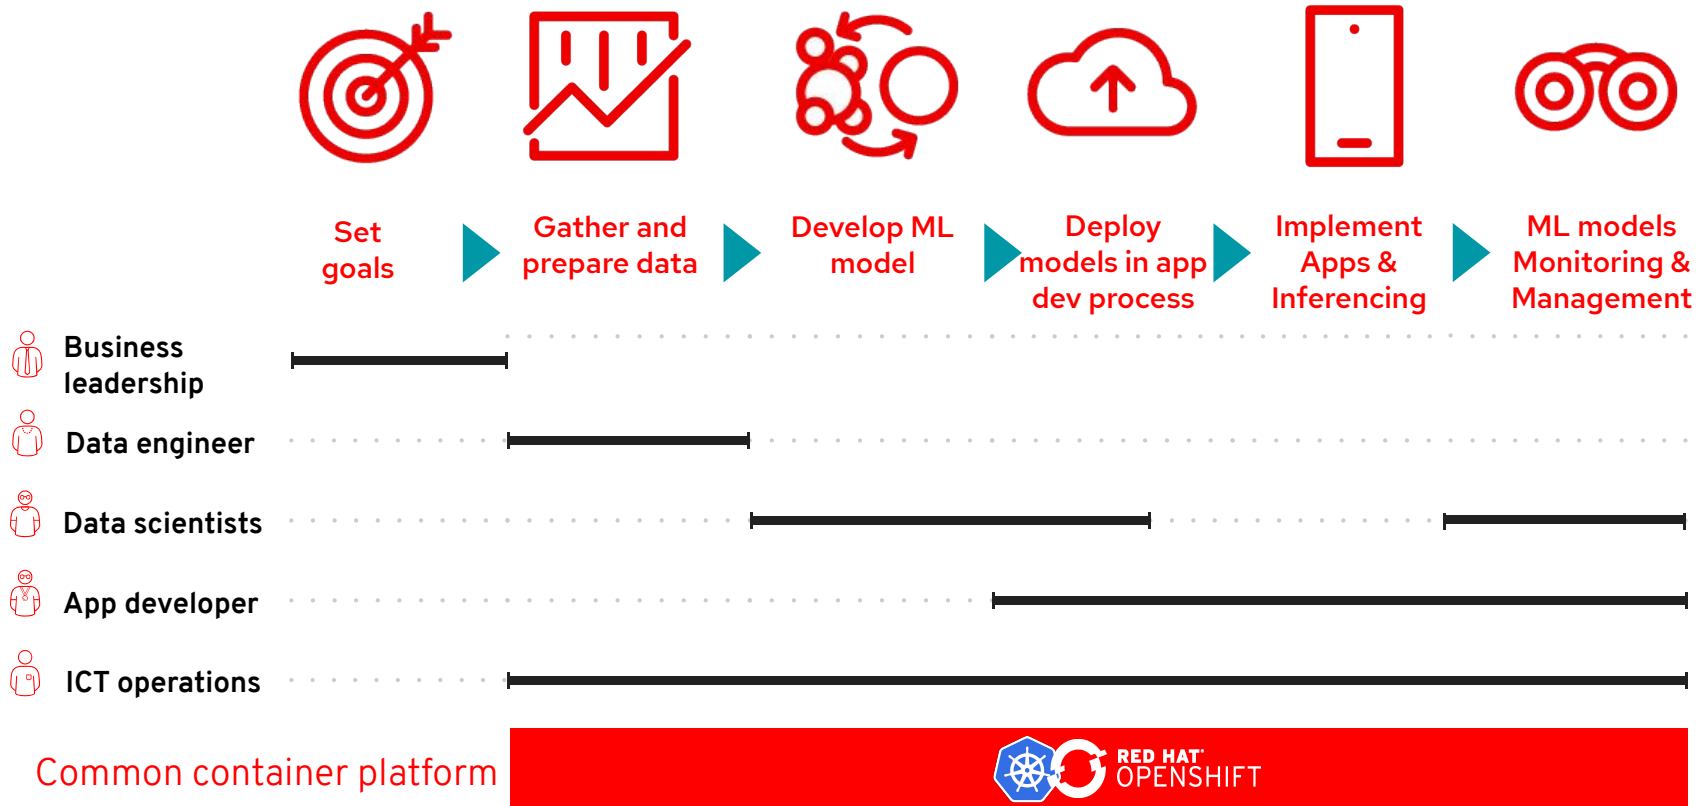 Set
goals
Gather and
prepare data
Develop ML
model
Deploy
models in app
dev process
Implement
Apps &
Inferencing
ML models
Monitoring &
Management
Business
leadership
Data engineer
Data scientists
App developer
ICT operations
Common container platform
RED HAT®
OPENSHIFT